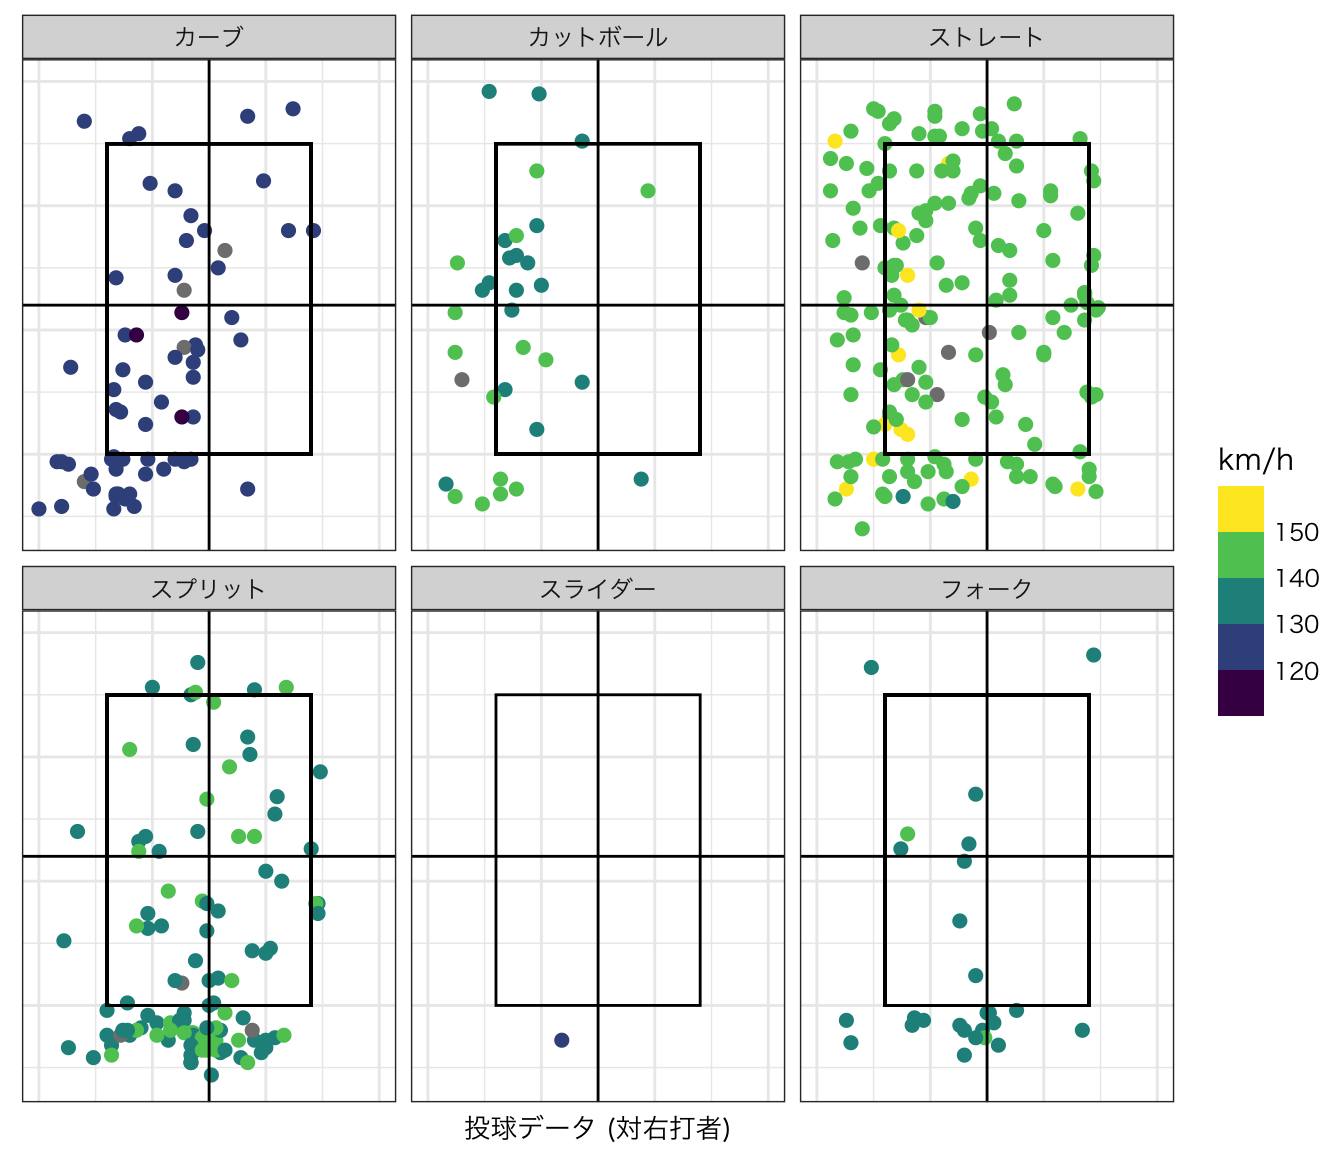 カーブ
カットボール
ストレート
スプリット
スライダー
フォーク
km/h
150
140
130
120
投球データ (対右打者)